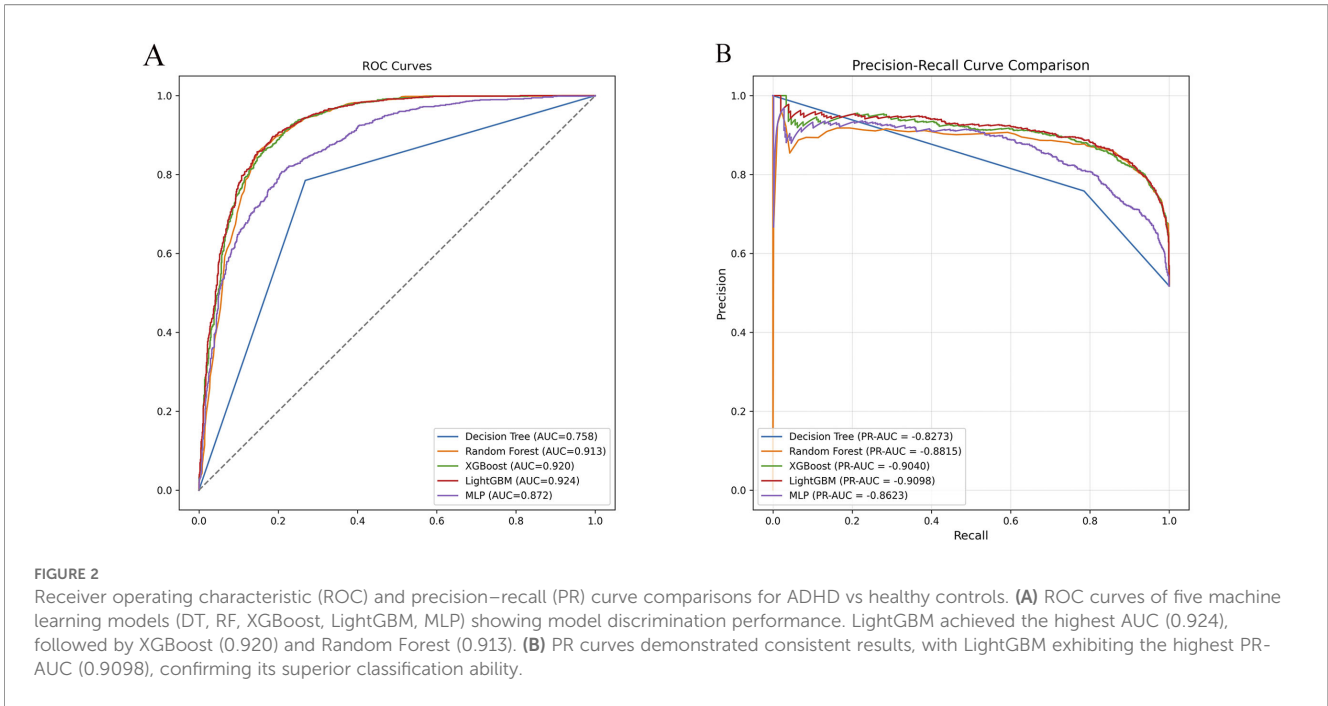 A
ROC Curves
1.0
0.8
0.6
0.4
0.2
0.0
0.0 0.2 0.4 0.6 0.8 1.0
Decision Tree (AUC=0.758)
Random Forest (AUC=0.913)
XGBoost (AUC=0.920)
LightGBM (AUC=0.924)
MLP (AUC=0.872)
B
Precision-Recall Curve Comparison
Precision
1.0
0.8
0.6
0.4
0.2
0.0
0.0 0.2 0.4 0.6 0.8 1.0
Recall
Decision Tree (PR-AUC = -0.8273)
Random Forest (PR-AUC = -0.8815)
XGBoost (PR-AUC = -0.9040)
LightGBM (PR-AUC = -0.9098)
MLP (PR-AUC = -0.8623)
FIGURE 2
Receiver operating characteristic (ROC) and precision–recall (PR) curve comparisons for ADHD vs healthy controls. (A) ROC curves of five machine
learning models (DT, RF, XGBoost, LightGBM, MLP) showing model discrimination performance. LightGBM achieved the highest AUC (0.924),
followed by XGBoost (0.920) and Random Forest (0.913). (B) PR curves demonstrated consistent results, with LightGBM exhibiting the highest PR-
AUC (0.9098), confirming its superior classification ability.